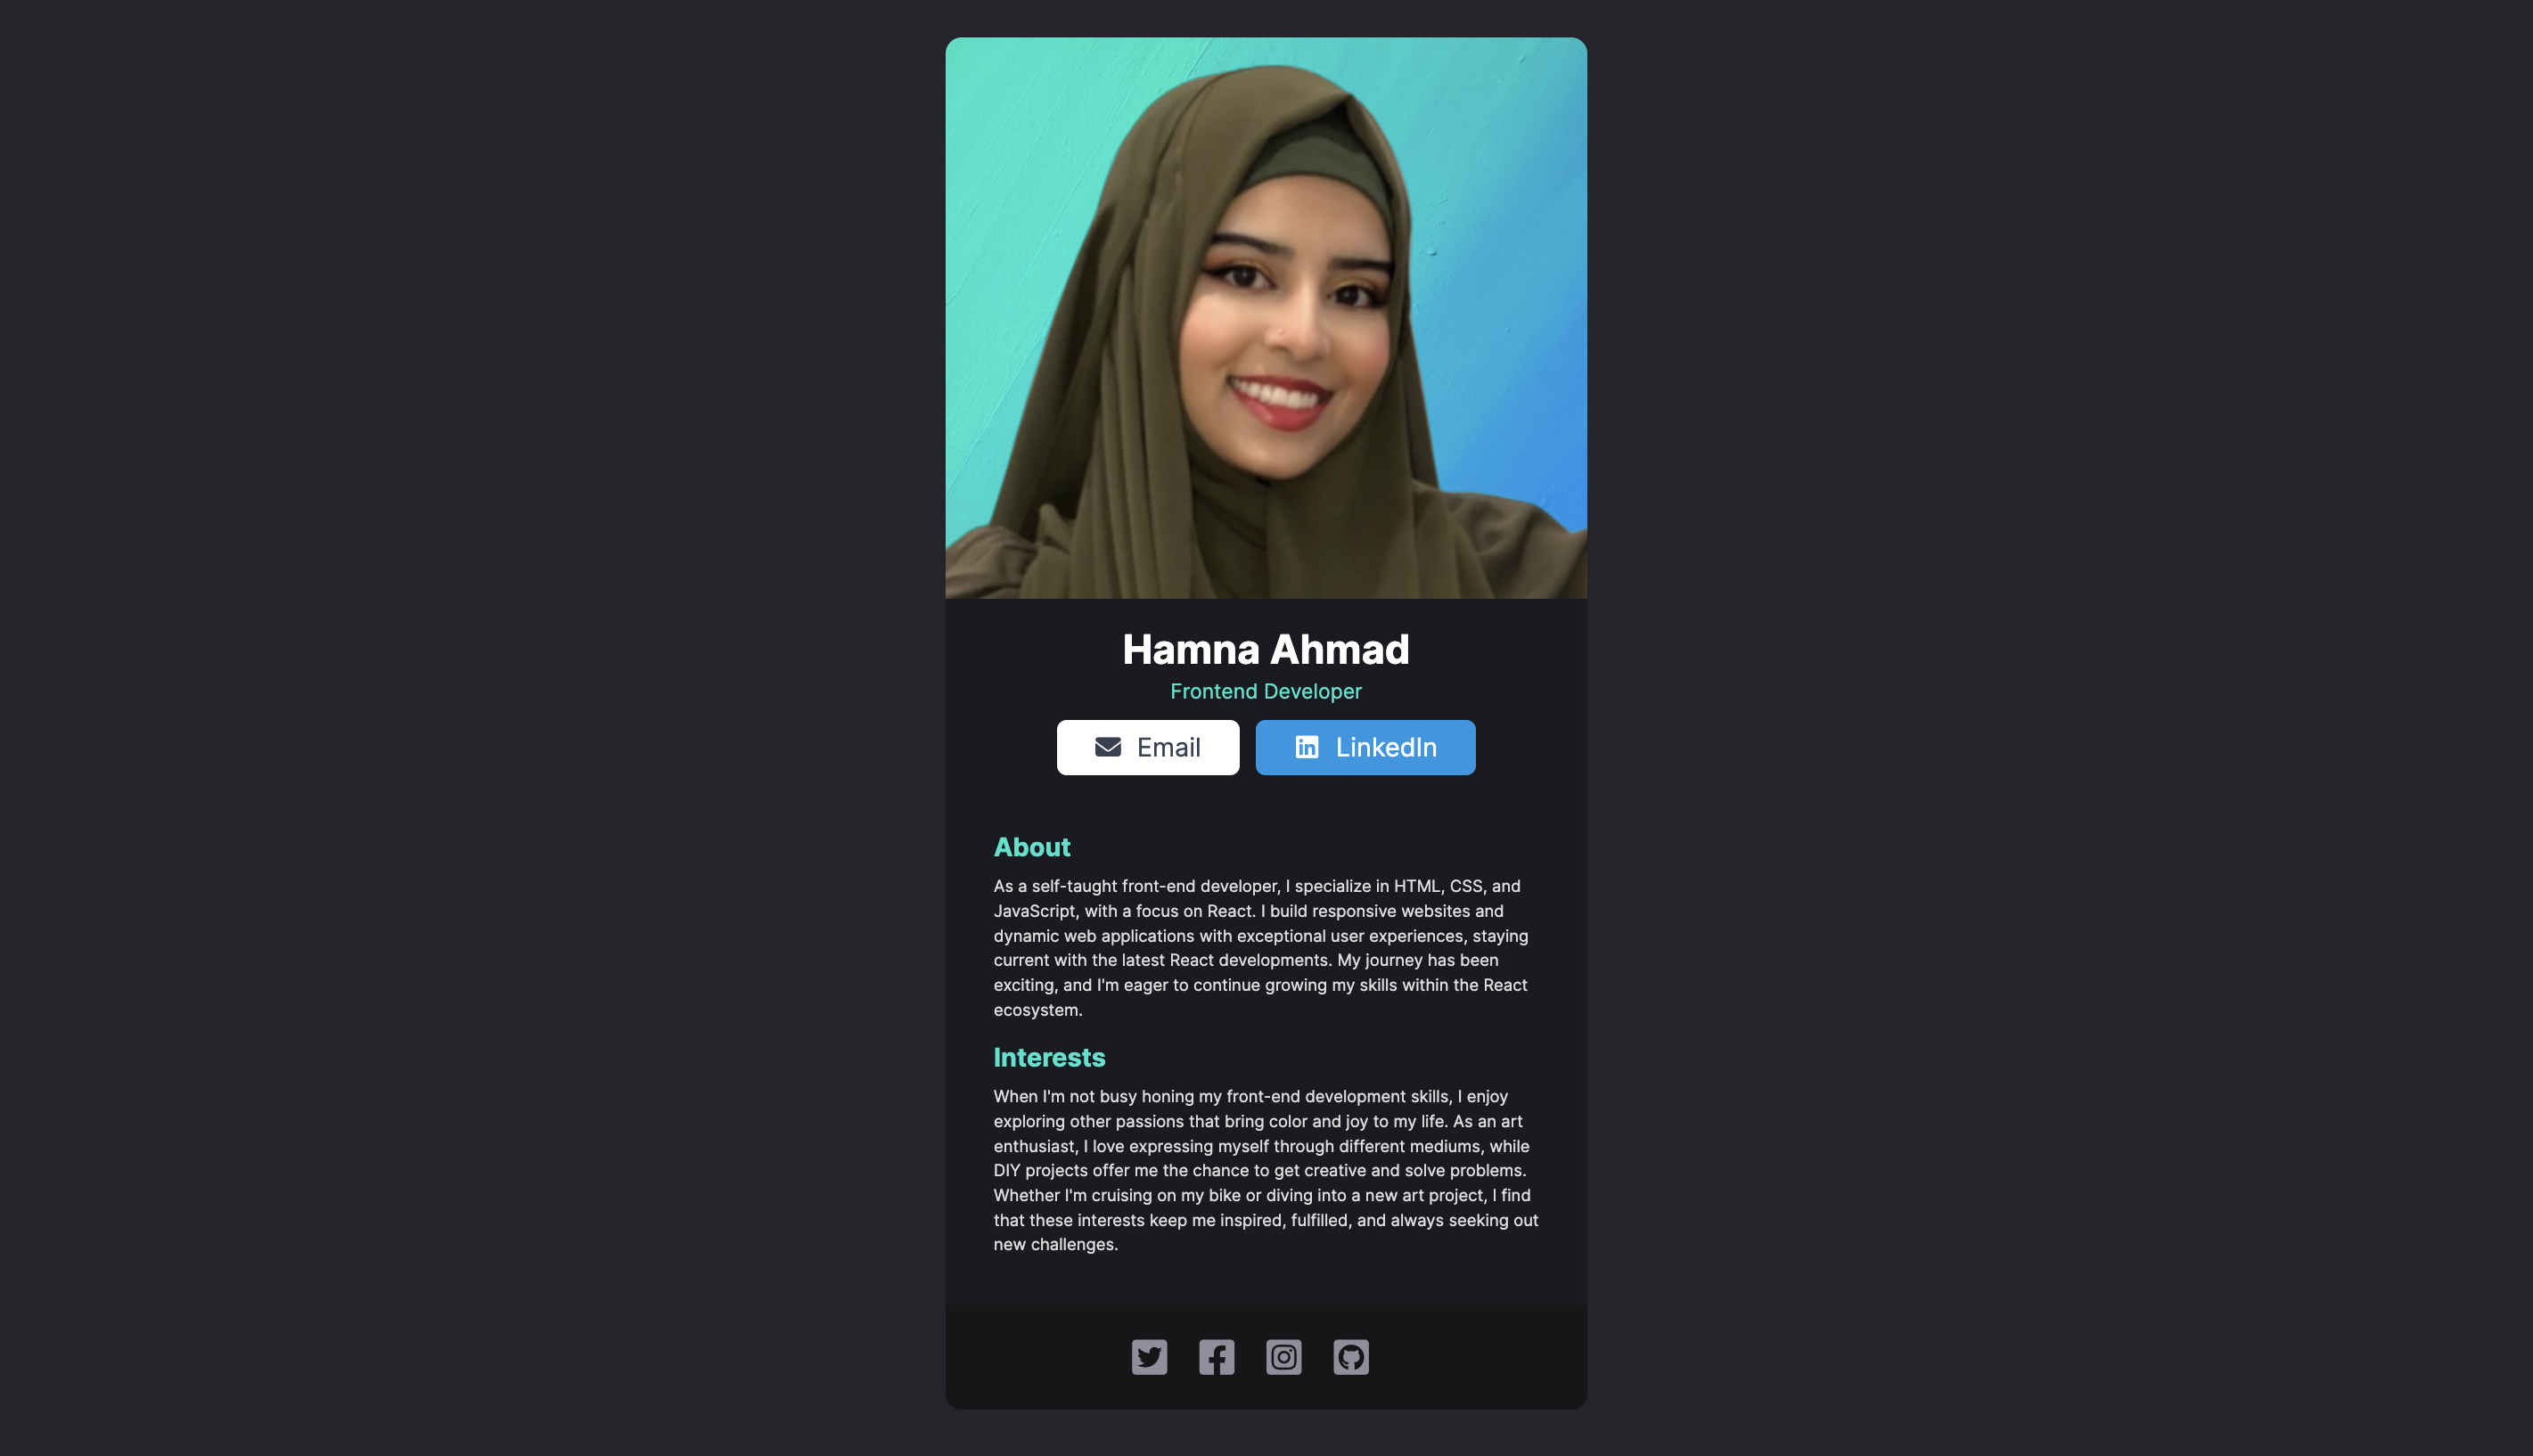 Hamna Ahmad
Frontend Developer
Email
LinkedIn
About
As a self-taught front-end developer, I specialize in HTML, CSS, and
JavaScript, with a focus on React. I build responsive websites and
dynamic web applications with exceptional user experiences, staying
current with the latest React developments. My journey has been
exciting, and I'm eager to continue growing my skills within the React
ecosystem.
Interests
When I'm not busy honing my front-end development skills, I enjoy
exploring other passions that bring color and joy to my life. As an art
enthusiast, I love expressing myself through different mediums, while
DIY projects offer me the chance to get creative and solve problems.
Whether I'm cruising on my bike or diving into a new art project, I find
that these interests keep me inspired, fulfilled, and always seeking out
new challenges.